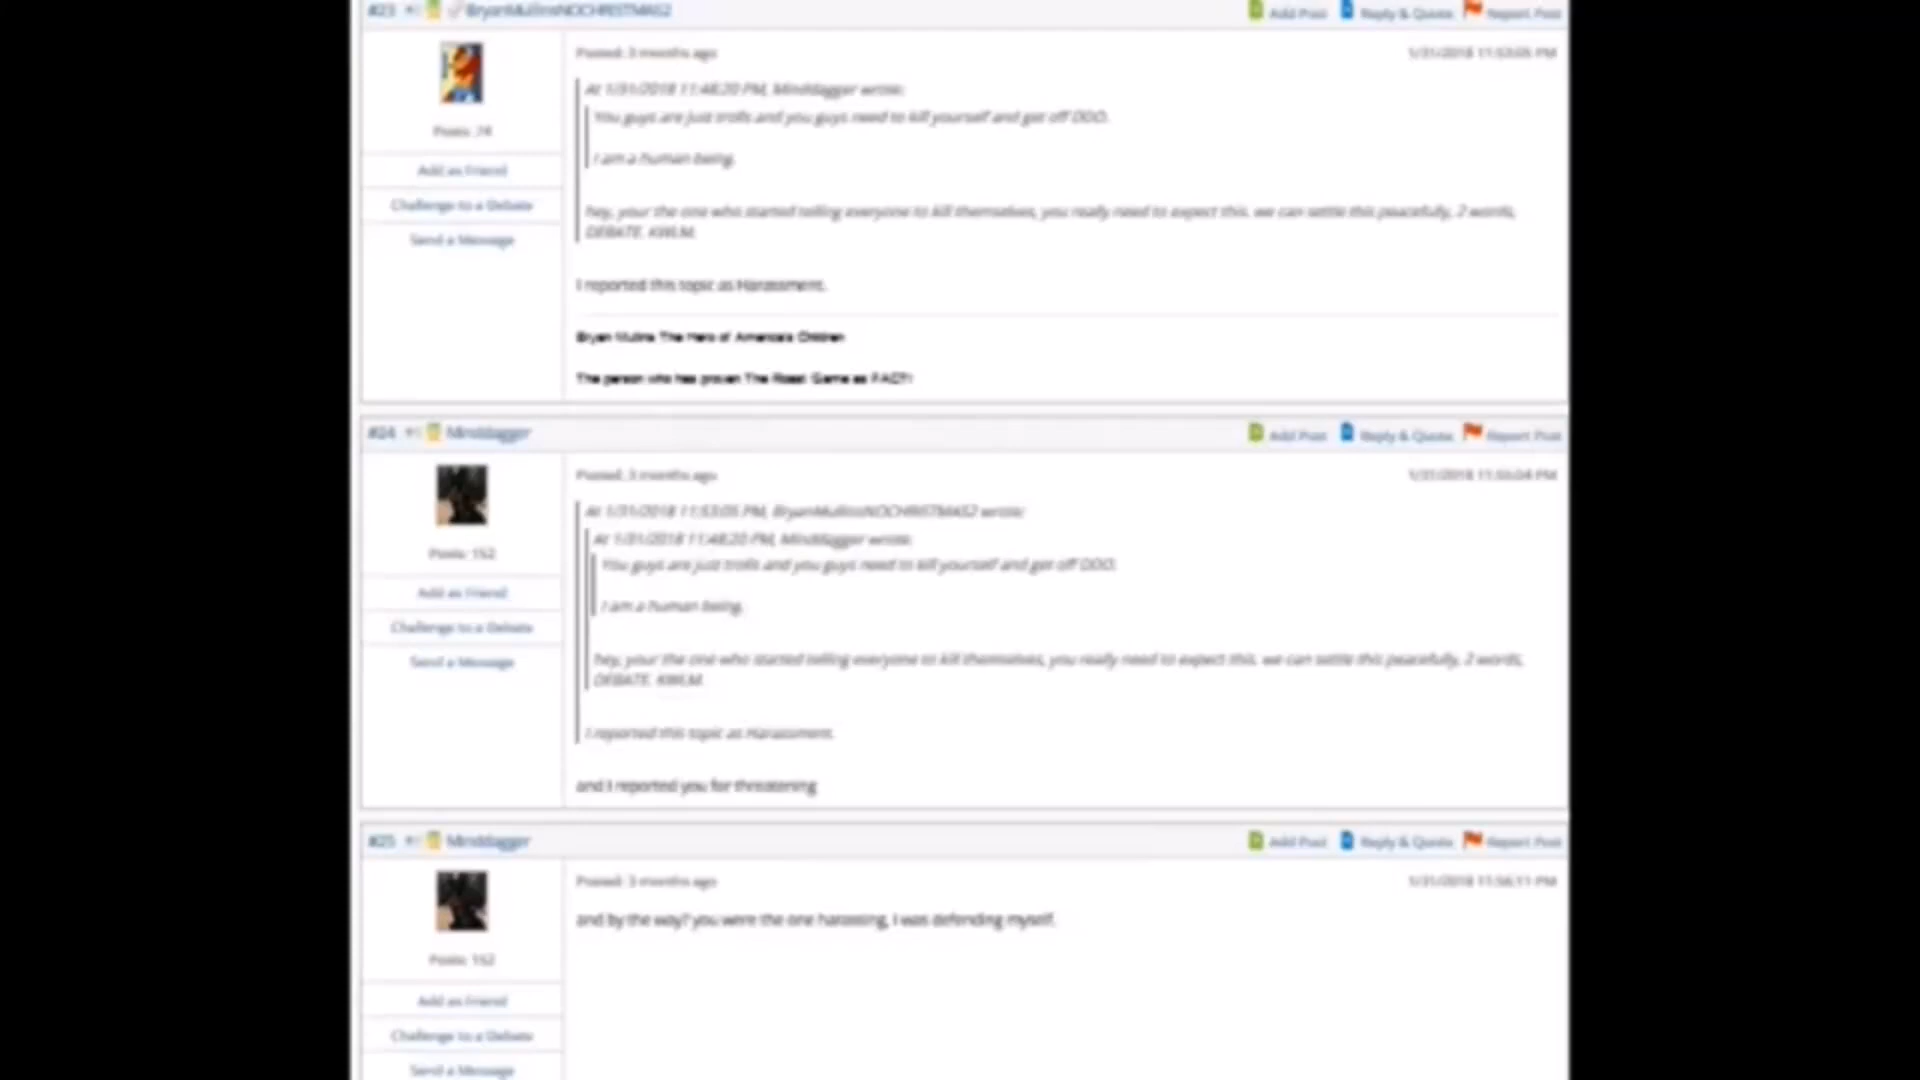 #23 BryanMullinsNOCHRISTMAS2 Add Post Reply & Quote Report Post
Posted: 3 months ago 1/31/2018 11:53:05 PM
At 1/31/2018 11:48:20 PM, Minddagger wrote:
You guys are just trolls and you guys need to kill yourself and get off DDO.
Posts: 74
I am a human being.
Add as Friend
Challenge to a Debate
hey, your the one who started telling everyone to kill themselves, you really need to expect this. we can settle this peacefully, 2 words,
DEBATE.
Send a Message
I reported this topic as Harassment.
Bryan Mullins The Hero of America's Children
The person who has proven The Game as FACT!
#24 Minddagger Add Post Reply & Quote Report Post
Posted: 3 months ago 1/31/2018 PM
At 1/31/2018 11:53:05 PM, BryanMullinsNOCHRISTMAS2 wrote:
At 1/31/2018 11:48:20 PM, Minddagger wrote:
Posts: 152
You guys are just trolls and you guys need to kill yourself and get off DDO.
Add as Friend
I am a human being.
Challenge to a Debate
Send a Message
hey, your the one who started telling everyone to kill themselves, you really need to expect this. we can settle this peacefully, 2 words,
DEBATE.
I reported this topic as Harassment.
and I reported you for threatening
#25 Minddagger Add Post Reply & Quote Report Post
Posted: 3 months ago 1/31/2018 11:56:11 PM
and by the way? you were the one harassing, I was defending myself.
Posts: 152
Add as Friend
Challenge to a Debate
Send a Message